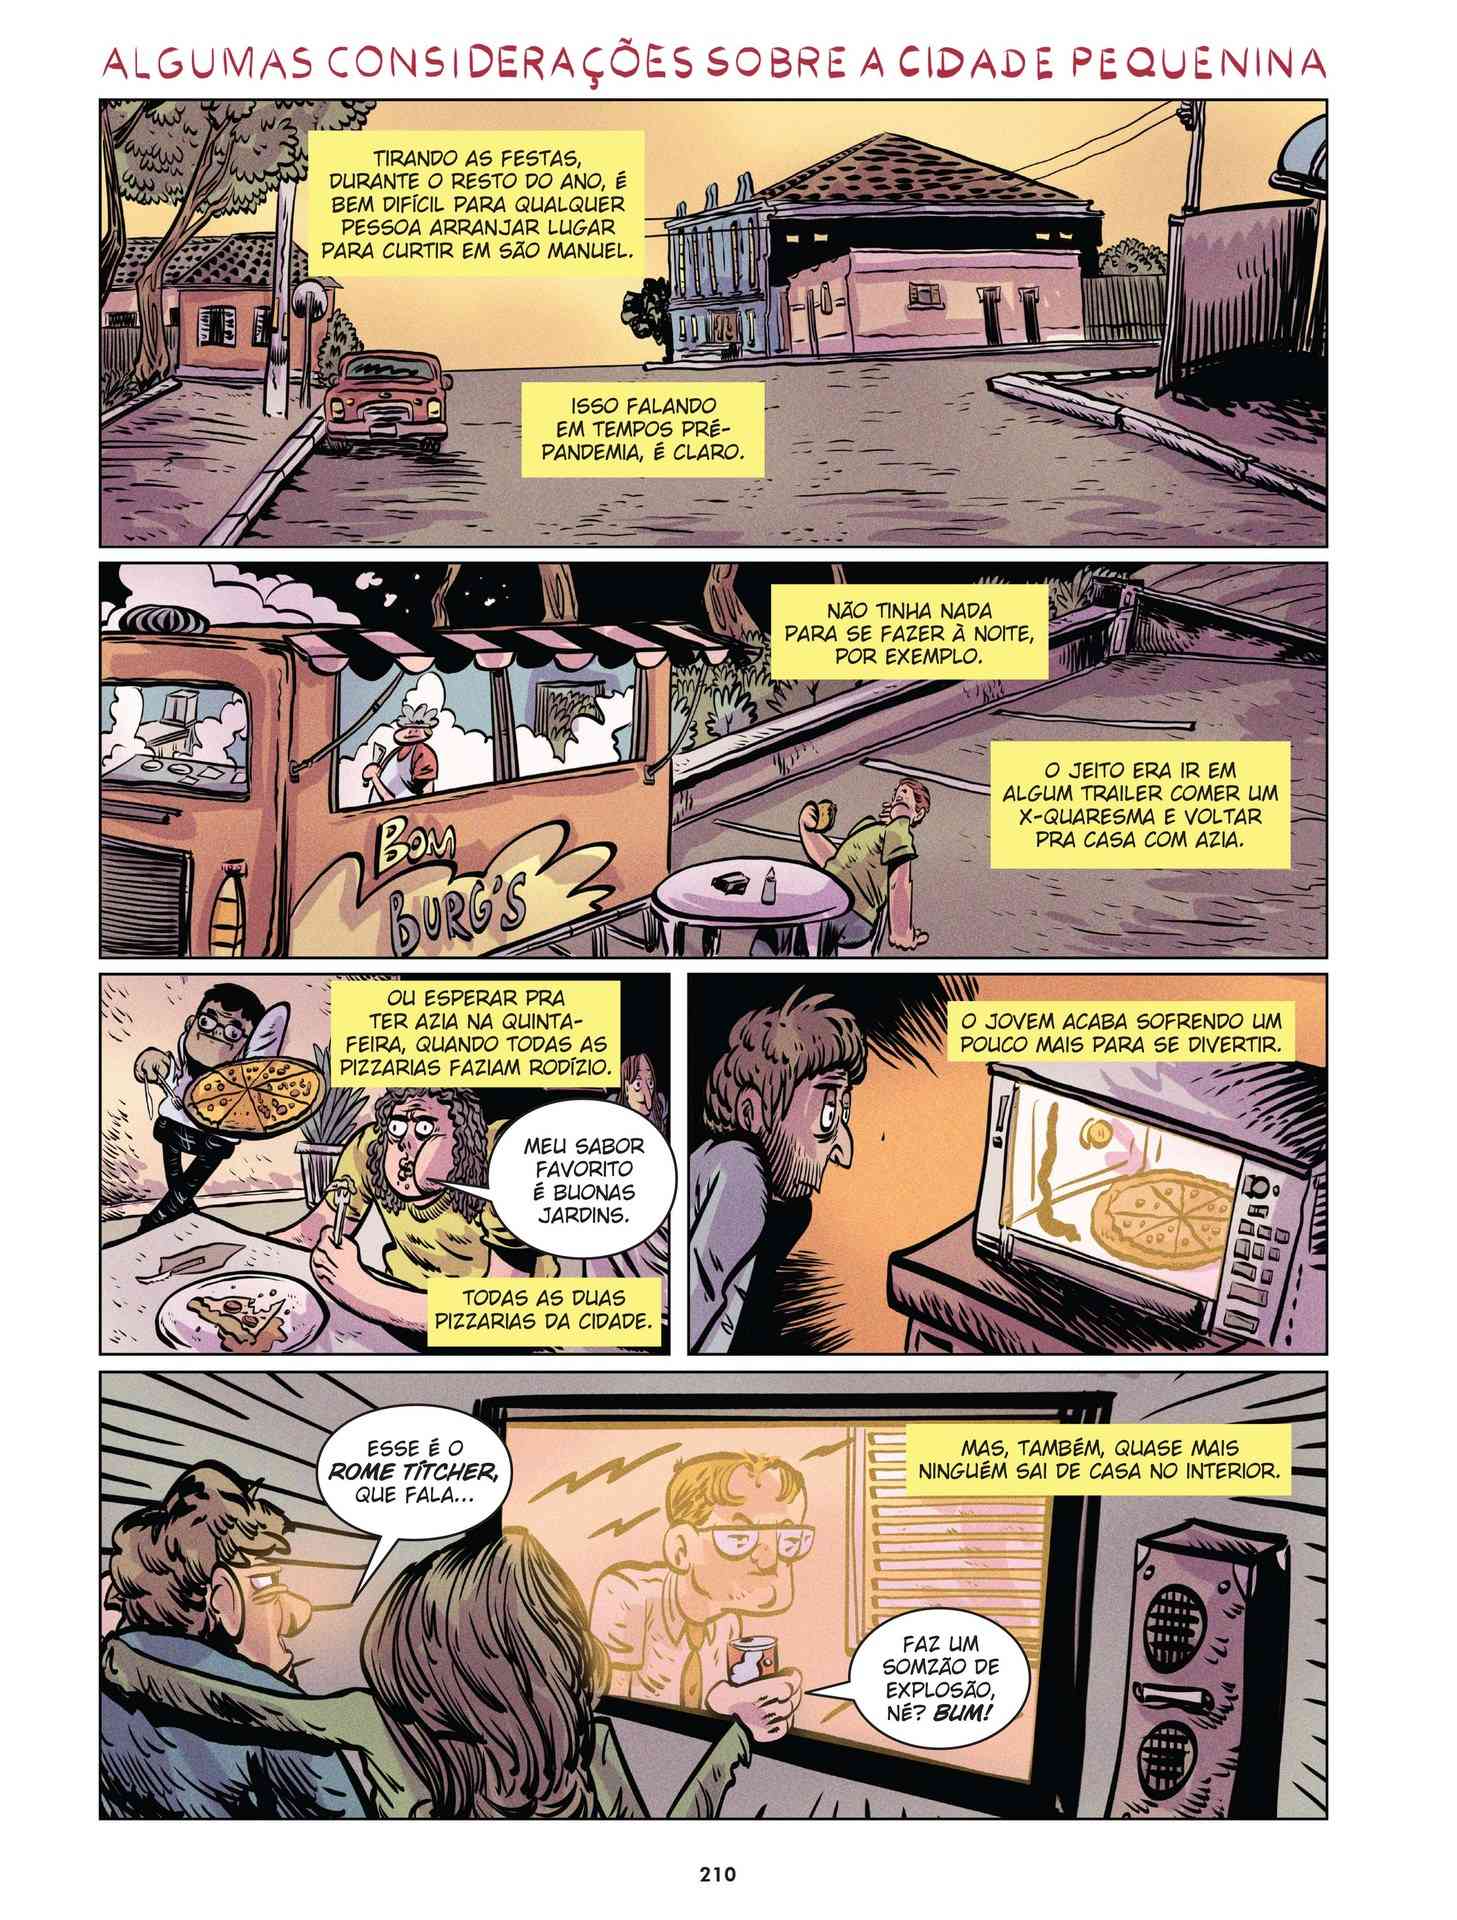 ALGUMAS CONSIDERAÇÕES SOBRE A CIDADE PEQUENINA
TIRANDO AS FESTAS,
DURANTE O RESTO DO ANO, É
BEM DIFÍCIL PARA QUALQUER
PESSOA ARRANJAR LUGAR
PARA CURTIR EM SÃO MANUEL.
ISSO FALANDO
EM TEMPOS PRÉ-
PANDEMIA, É CLARO.
NÃO TINHA NADA
PARA SE FAZER À NOITE,
POR EXEMPLO.
O JEITO ERA IR EM
ALGUM TRAILER COMER UM
X-QUARESMA E VOLTAR
PRA CASA COM AZIA.
BOM
BURG'S
OU ESPERAR PRA
TER AZIA NA QUINTA-
FEIRA, QUANDO TODAS AS
PIZZARIAS FAZIAM RODÍZIO.
MEU SABOR
FAVORITO
É BUONAS
JARDINS.
TODAS AS DUAS
PIZZARIAS DA CIDADE.
O JOVEM ACABA SOFRENDO UM
POUCO MAIS PARA SE DIVERTIR.
ESSE É O
ROME TÍTCHER,
QUE FALA...
MAS, TAMBÉM, QUASE MAIS
NINGUÉM SAI DE CASA NO INTERIOR.
FAZ UM
SOMZÃO DE
EXPLOSÃO,
NÉ? BUM!
210